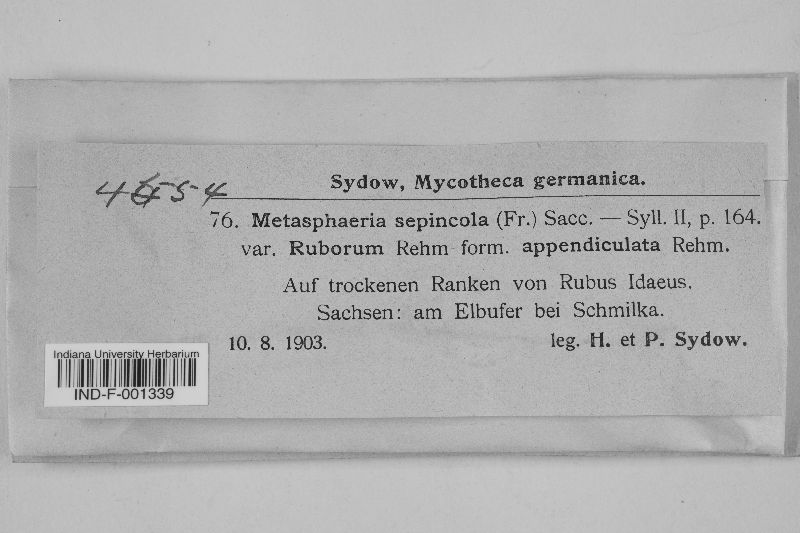 Sydow, Mycotheca germanica.
76. Metasphaeria sepincola (Fr.) Sacc. — Syll. II, p. 164.
var. Ruborum Rehm form. appendiculata Rehm.
Auf trockenen Ranken von Rubus Idaeus.
Sachsen: am Elbufer bei Schmilka.
10. 8. 1903. leg. H. et P. Sydow.
Indiana University Herbarium
IND-F-001339